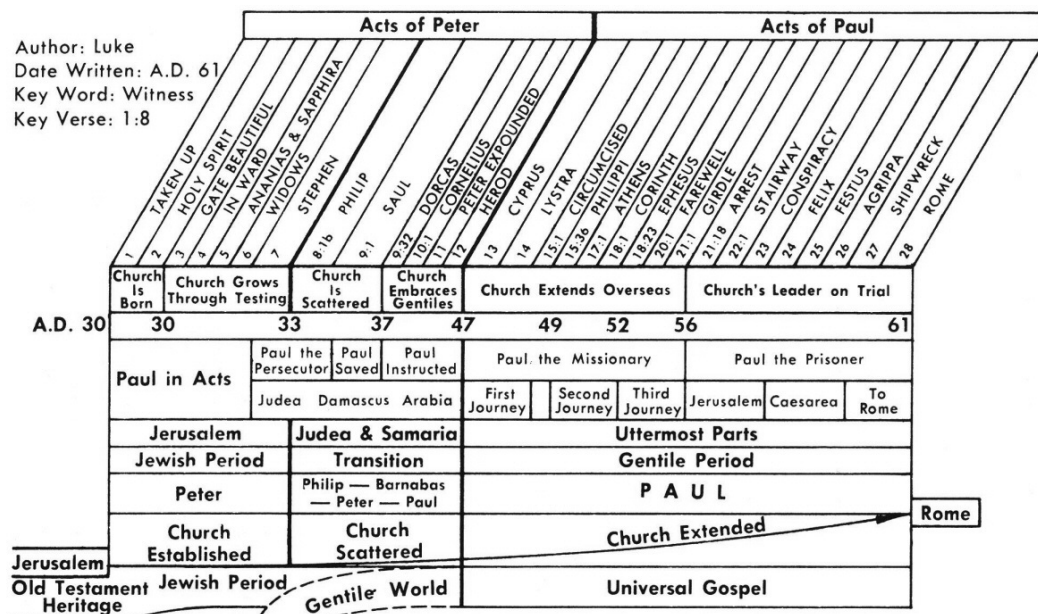 Acts of Peter
Acts of Paul
Author: Luke
Date Written: A.D. 61
Key Word: Witness
Key Verse: 1:8
TAKEN UP
HOLY SPIRIT
GATE BEAUTIFUL
IN WARD
ANANIAS & SAPPHIRA
WIDOWS
STEPHEN
PHILIP
SAUL
DORCAS
CORNELIUS
PETER EXPOUNDED
HEROD
CYPRUS
LYSTRA
CIRCUMCISED
PHILIPPI
ATHENS
CORINTH
EPHESUS
FAREWELL
GIRDLE
ARREST
STAIRWAY
CONSPIRACY
FELIX
FESTUS
AGRIPPA
SHIPWRECK
ROME
1 2 3 4 5 6 7 8:1b 9:1 9:32 10:1 11 12 13 14 15:1 15:36 17:1 18:1 18:23 20:1 21:1 21:18 22:1 23 24 25 26 27 28
Church Is Born
Church Grows Through Testing
Church Is Scattered
Church Embraces Gentiles
Church Extends Overseas
Church's Leader on Trial
A.D. 30 30 33 37 47 49 52 56 61
Paul in Acts
Paul the Persecutor
Paul Saved
Paul Instructed
Paul the Missionary
Paul the Prisoner
Judea Damascus Arabia
First Journey
Second Journey
Third Journey
Jerusalem
Caesarea
To Rome
Jerusalem
Judea & Samaria
Uttermost Parts
Jewish Period
Transition
Gentile Period
Peter
Philip — Barnabas
— Peter — Paul
PAUL
Church Established
Church Scattered
Church Extended
Rome
Jerusalem
Old Testament Heritage
Jewish Period
Gentile World
Universal Gospel